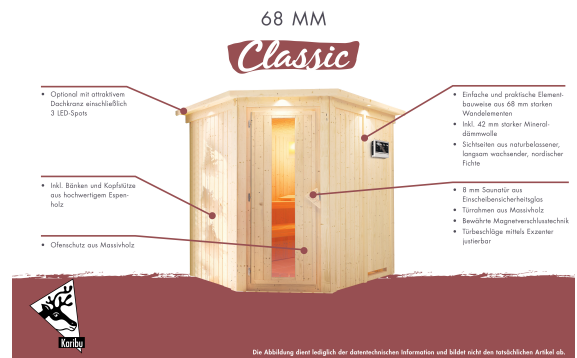 68 MM
Classic
• Optional mit attraktivem
Dachkranz einschließlich
3 LED-Spots
• Inkl. Bänken und Kopfstütze
aus hochwertigem Espen-
holz
• Ofenschutz aus Massivholz
• Einfache und praktische Element-
bauweise aus 68 mm starken
Wandelementen
• Inkl. 42 mm starker Mineral-
dämmwolle
• Sichtseiten aus naturbelassener,
langsam wachsender, nordischer
Fichte
• 8 mm Saunatür aus
Einscheibensicherheitsglas
• Türrahmen aus Massivholz
• Bewährte Magnetverschlusstechnik
• Türbeschläge mittels Exzenter
justierbar
Karibu
Die Abbildung dient lediglich der datentechnischen Information und bildet nicht den tatsächlichen Artikel ab.